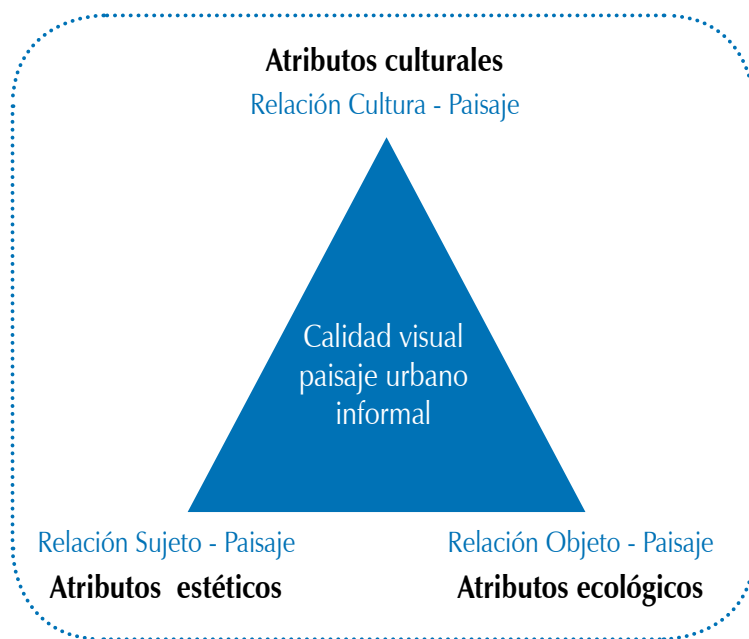 Atributos culturales
Relación Cultura - Paisaje
Calidad visual
paisaje urbano
informal
Relación Sujeto - Paisaje
Atributos estéticos
Relación Objeto - Paisaje
Atributos ecológicos